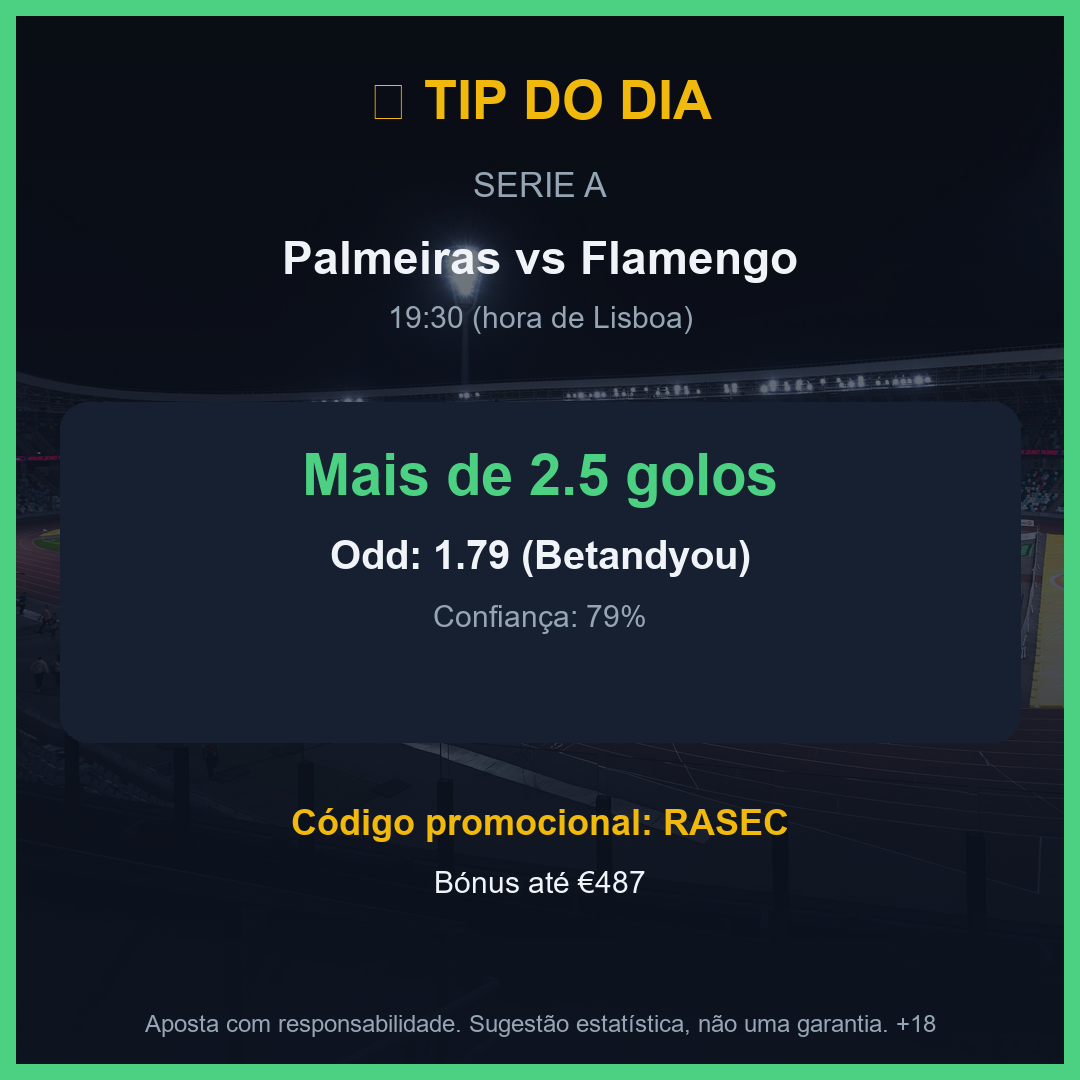 TIP DO DIA
SERIE A
Palmeiras vs Flamengo
19:30 (hora de Lisboa)
Mais de 2.5 golos
Odd: 1.79 (Betandyou)
Confiança: 79%
Código promocional: RASEC
Bónus até €487
Aposta com responsabilidade. Sugestão estatística, não uma garantia. +18